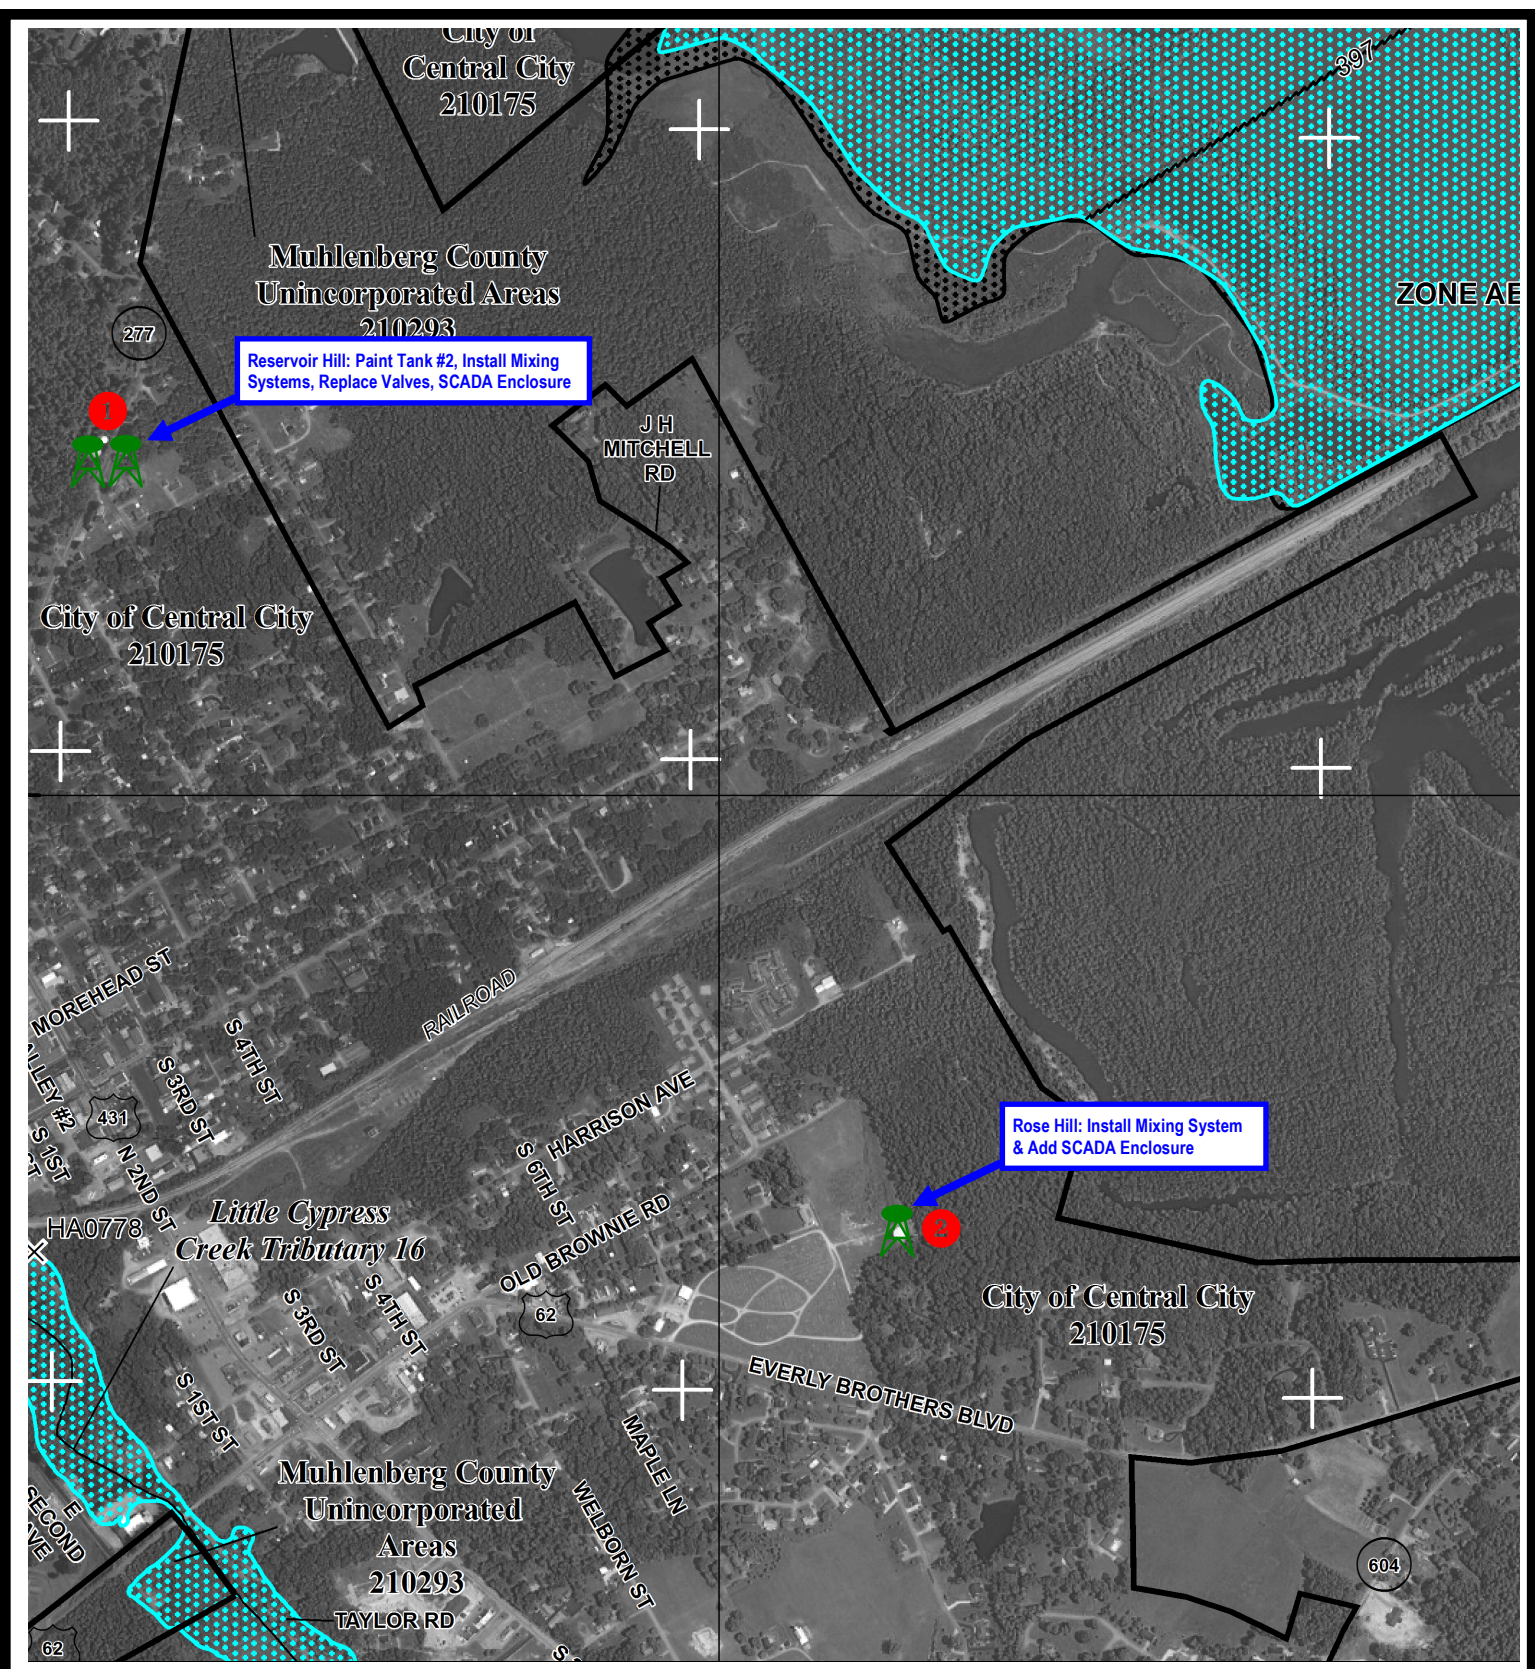 City of
Central City
210175
397
Muhlenberg County
Unincorporated Areas
210293
ZONE AE
277
Reservoir Hill: Paint Tank #2, Install Mixing
Systems, Replace Valves, SCADA Enclosure
1
J H
MITCHELL
RD
City of Central City
210175
MOREHEAD ST
RAILROAD
S 4TH ST
S 3RD ST
ALLEY #2
431
S 1ST
ST
N 2ND ST
HARRISON AVE
S 6TH ST
OLD BROWNIE RD
Rose Hill: Install Mixing System
& Add SCADA Enclosure
2
HA0778
Little Cypress
Creek Tributary 16
S 4TH ST
S 3RD ST
62
City of Central City
210175
EVERLY BROTHERS BLVD
S 1ST ST
MAPLE LN
WELBORN ST
Muhlenberg County
Unincorporated
Areas
210293
E
SECOND
AVE
TAYLOR RD
604
62